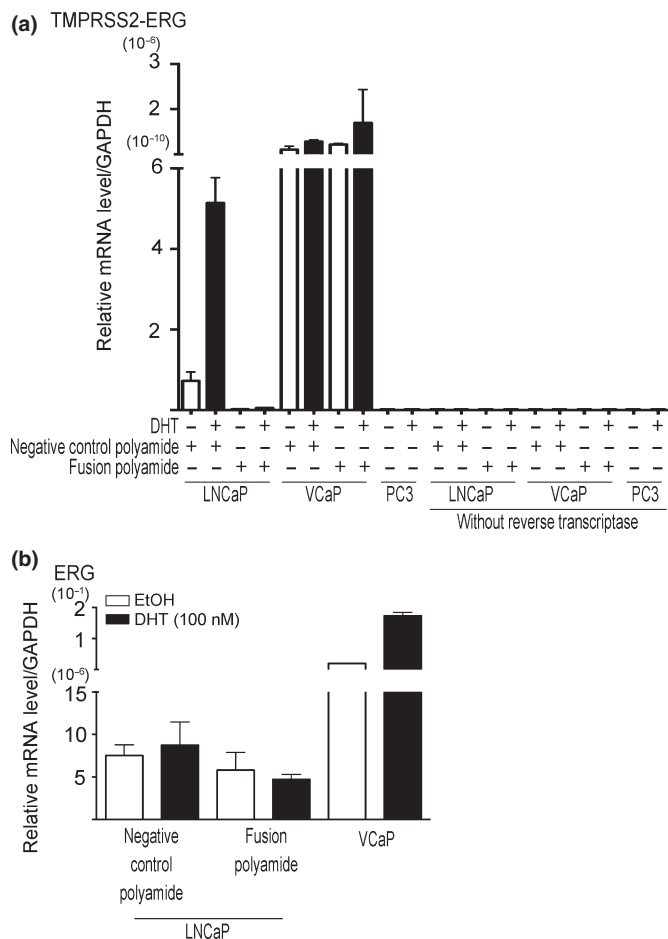 (a) TMPRSS2-ERG
(10⁻⁶)
3
2
(10⁻¹⁰)
6
4
2
Relative mRNA level/GAPDH
DHT − + − + − + − + − + − + − + − + − + − +
Negative control polyamide + + − − + + − − − − + + − − + + − − − −
Fusion polyamide − − + + − − + + − − − − + + − − + + − −
LNCaP VCaP PC3 LNCaP VCaP PC3
Without reverse transcriptase
(b) ERG
(10⁻¹)
2
1
(10⁻⁶)
15
10
5
Relative mRNA level/GAPDH
EtOH
DHT (100 nM)
Negative control polyamide
Fusion polyamide
VCaP
LNCaP